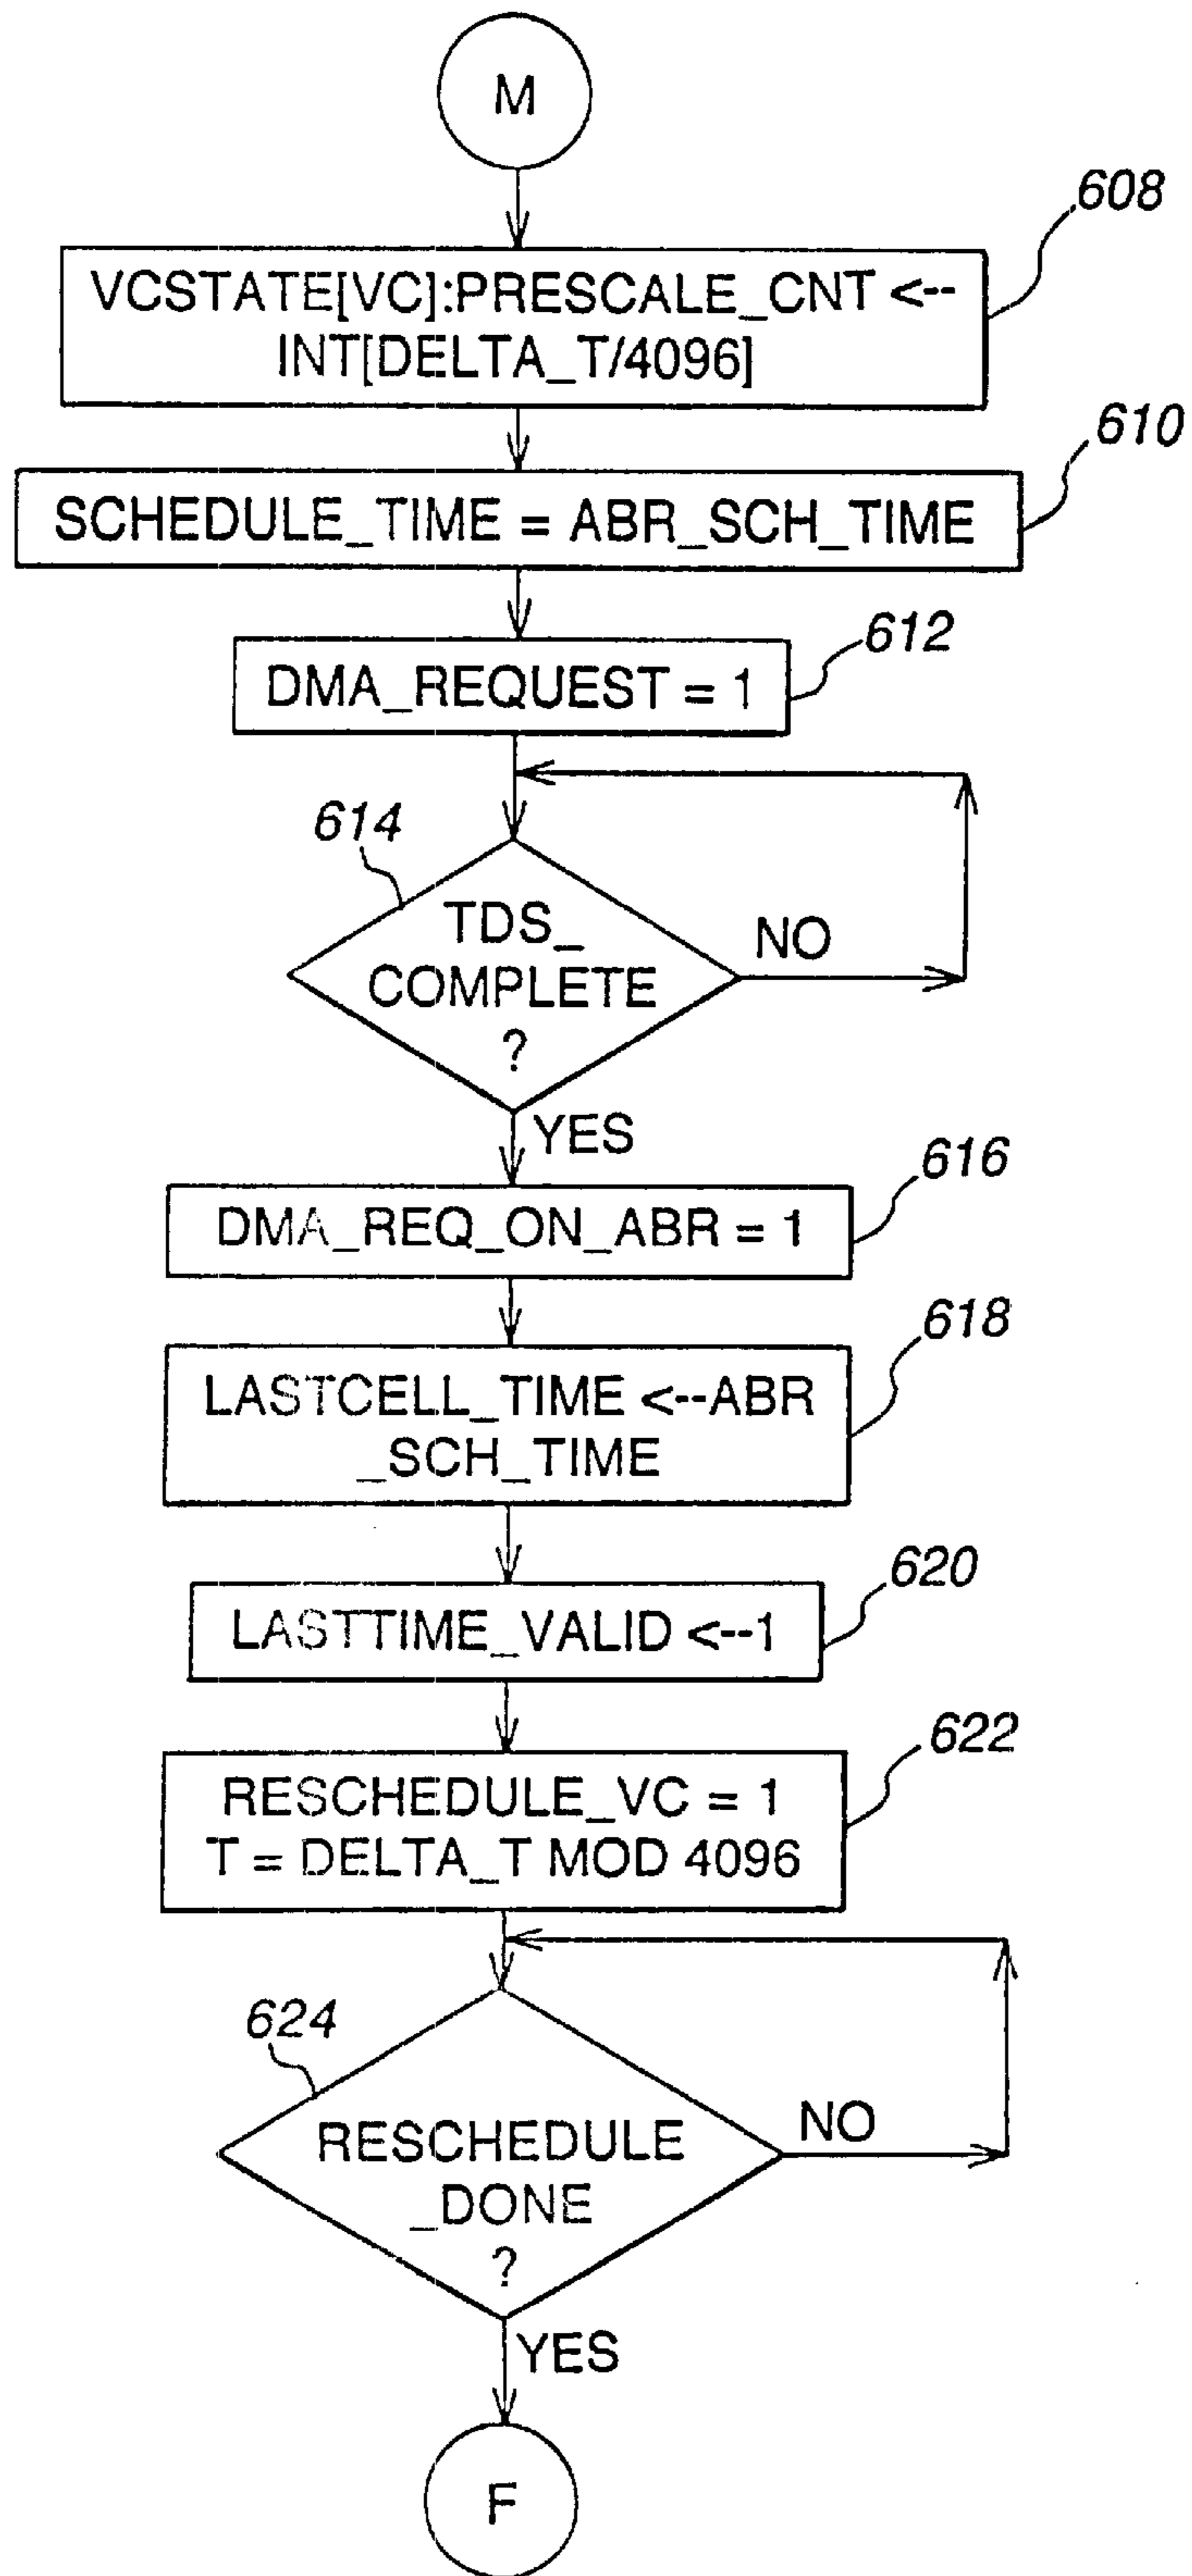 M
608
VCSTATE[VC]:PRESCALE_CNT <--
INT[DELTA_T/4096]
610
SCHEDULE_TIME = ABR_SCH_TIME
612
DMA_REQUEST = 1
614
TDS_
COMPLETE
?
NO
YES
616
DMA_REQ_ON_ABR = 1
618
LASTCELL_TIME <--ABR
_SCH_TIME
620
LASTTIME_VALID <--1
622
RESCHEDULE_VC = 1
T = DELTA_T MOD 4096
624
RESCHEDULE
_DONE
?
NO
YES
F